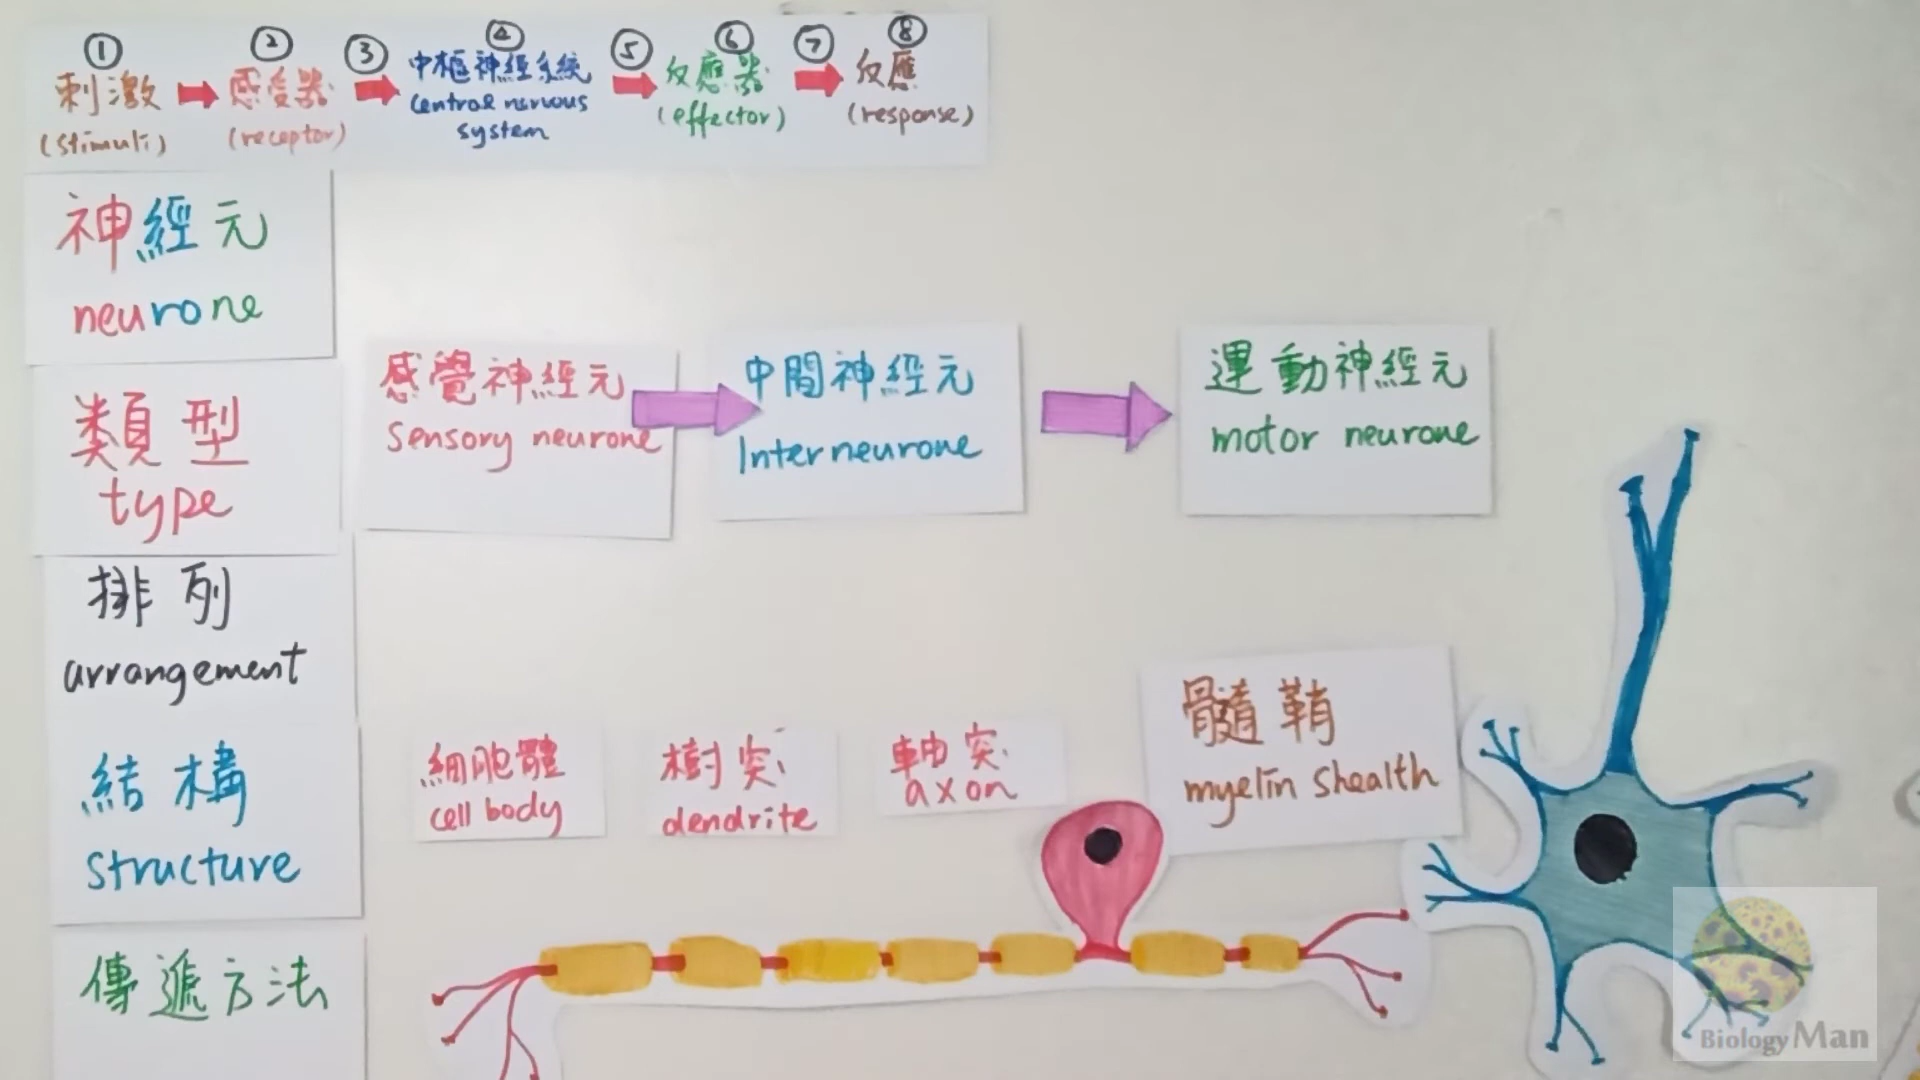 ① ② ③ ④ ⑤ ⑥ ⑦ ⑧
刺激 感受器 中樞神經系統 反應器 反應
(stimuli) (receptor) central nervous system (effector) (response)
神經元
neurone
類型
type
感覺神經元
Sensory neurone
中間神經元
Interneurone
運動神經元
motor neurone
排列
arrangement
結構
structure
細胞體
cell body
樹突
dendrite
軸突
axon
髓鞘
myelin shealth
傳遞方法
Biology Man